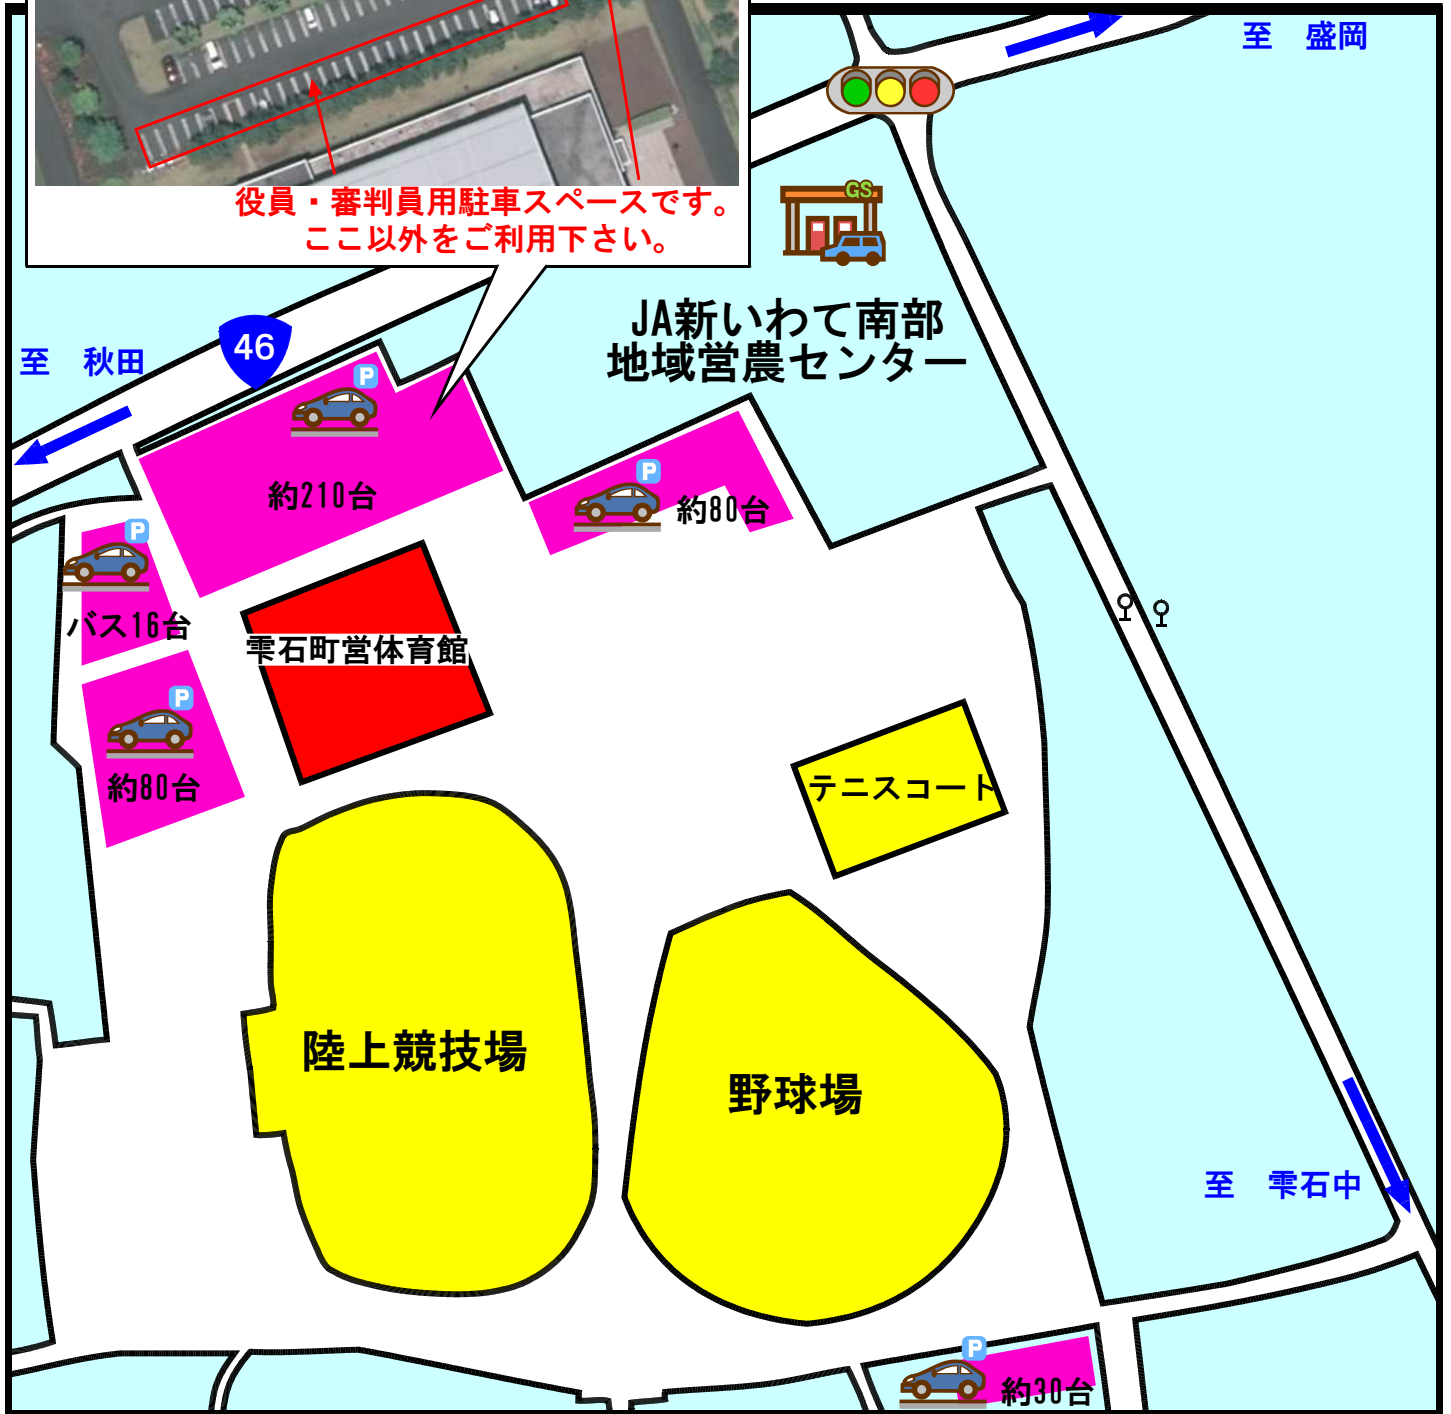 至　盛岡
役員・審判員用駐車スペースです。
ここ以外をご利用下さい。
GS
JA新いわて南部
地域営農センター
46
至　秋田
P
約210台
P
約80台
P
バス16台
雫石町営体育館
P
約80台
テニスコート
陸上競技場
野球場
至　雫石中
P
約30台